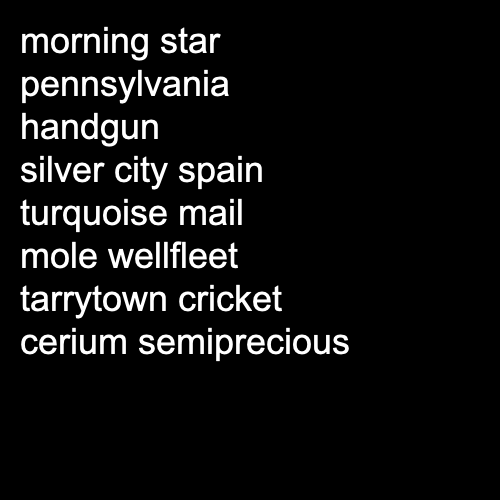 morning star
pennsylvania
handgun
silver city spain
turquoise mail
mole wellfleet
tarrytown cricket
cerium semiprecious